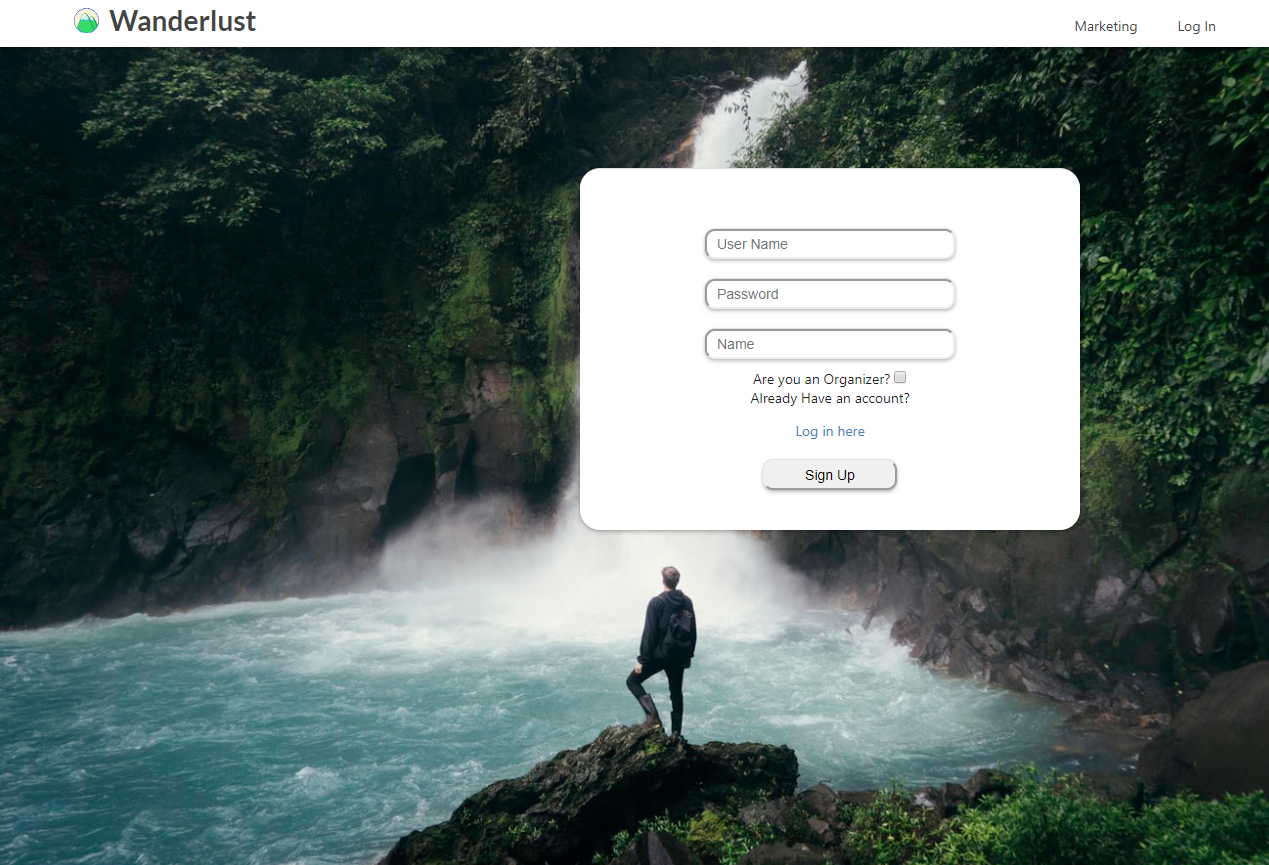 Wanderlust
Marketing
Log In
User Name
Password
Name
Are you an Organizer?
Already Have an account?
Log in here
Sign Up